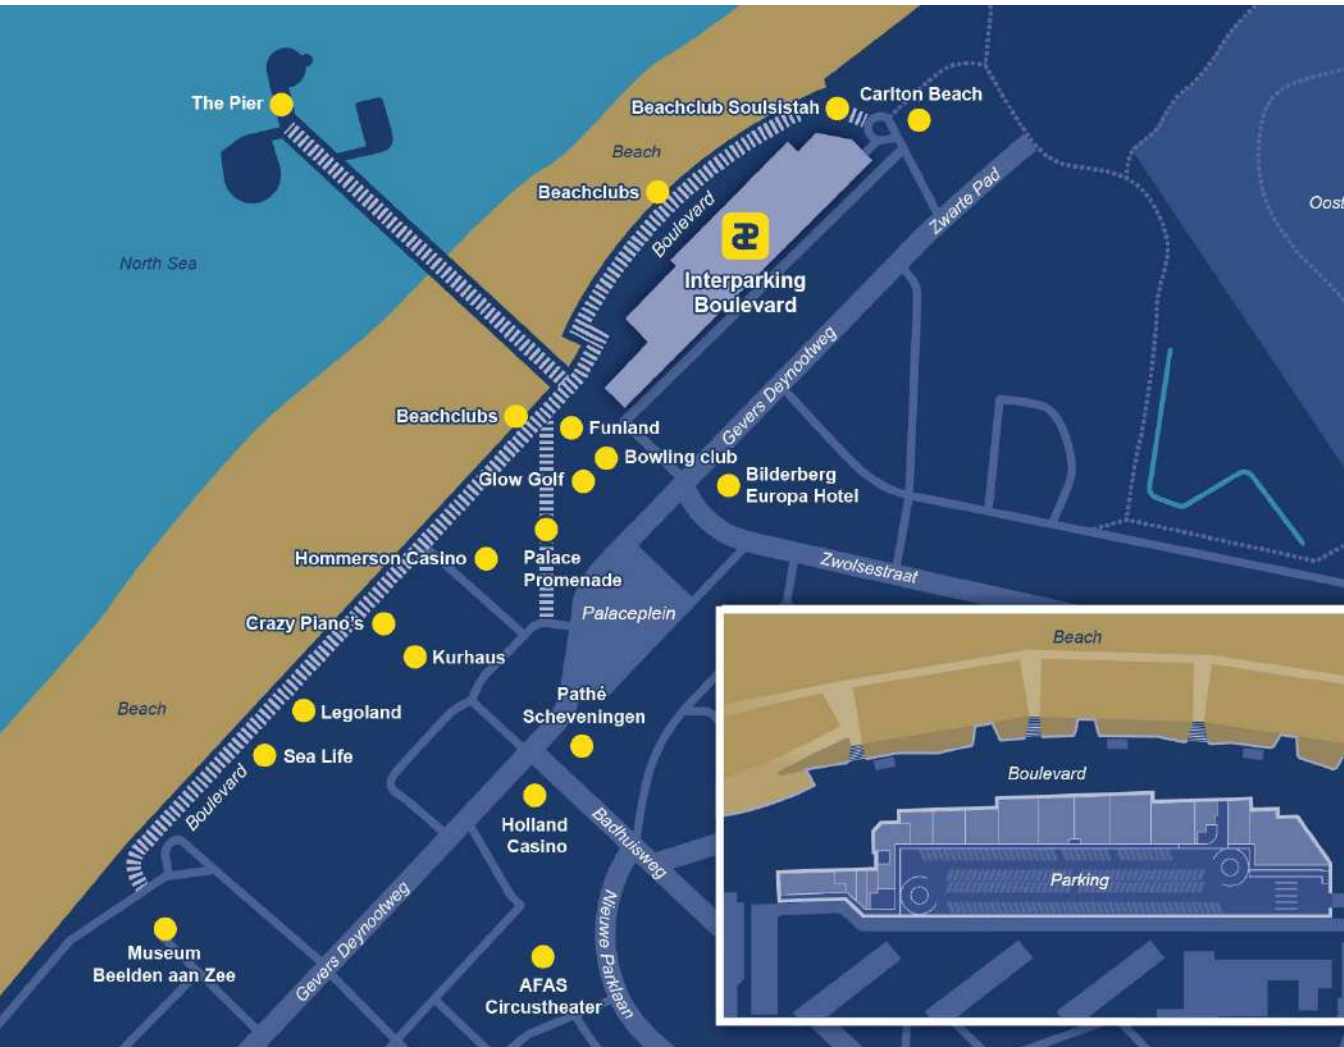 The Pier
Beachclub Soulsistah
Carlton Beach
Beach
Beachclubs
Boulevard
Zwarte Pad
Oost
North Sea
Interparking
Boulevard
Gevers Deynootweg
Beachclubs
Funland
Bowling club
Glow Golf
Bilderberg
Europa Hotel
Hommerson Casino
Palace
Promenade
Zwolsestraat
Palaceplein
Crazy Piano's
Kurhaus
Beach
Legoland
Pathé
Scheveningen
Sea Life
Boulevard
Holland
Casino
Badhuisweg
Gevers Deynootweg
Nieuwe Parklaan
Museum
Beelden aan Zee
AFAS
Circustheater
Beach
Boulevard
Parking